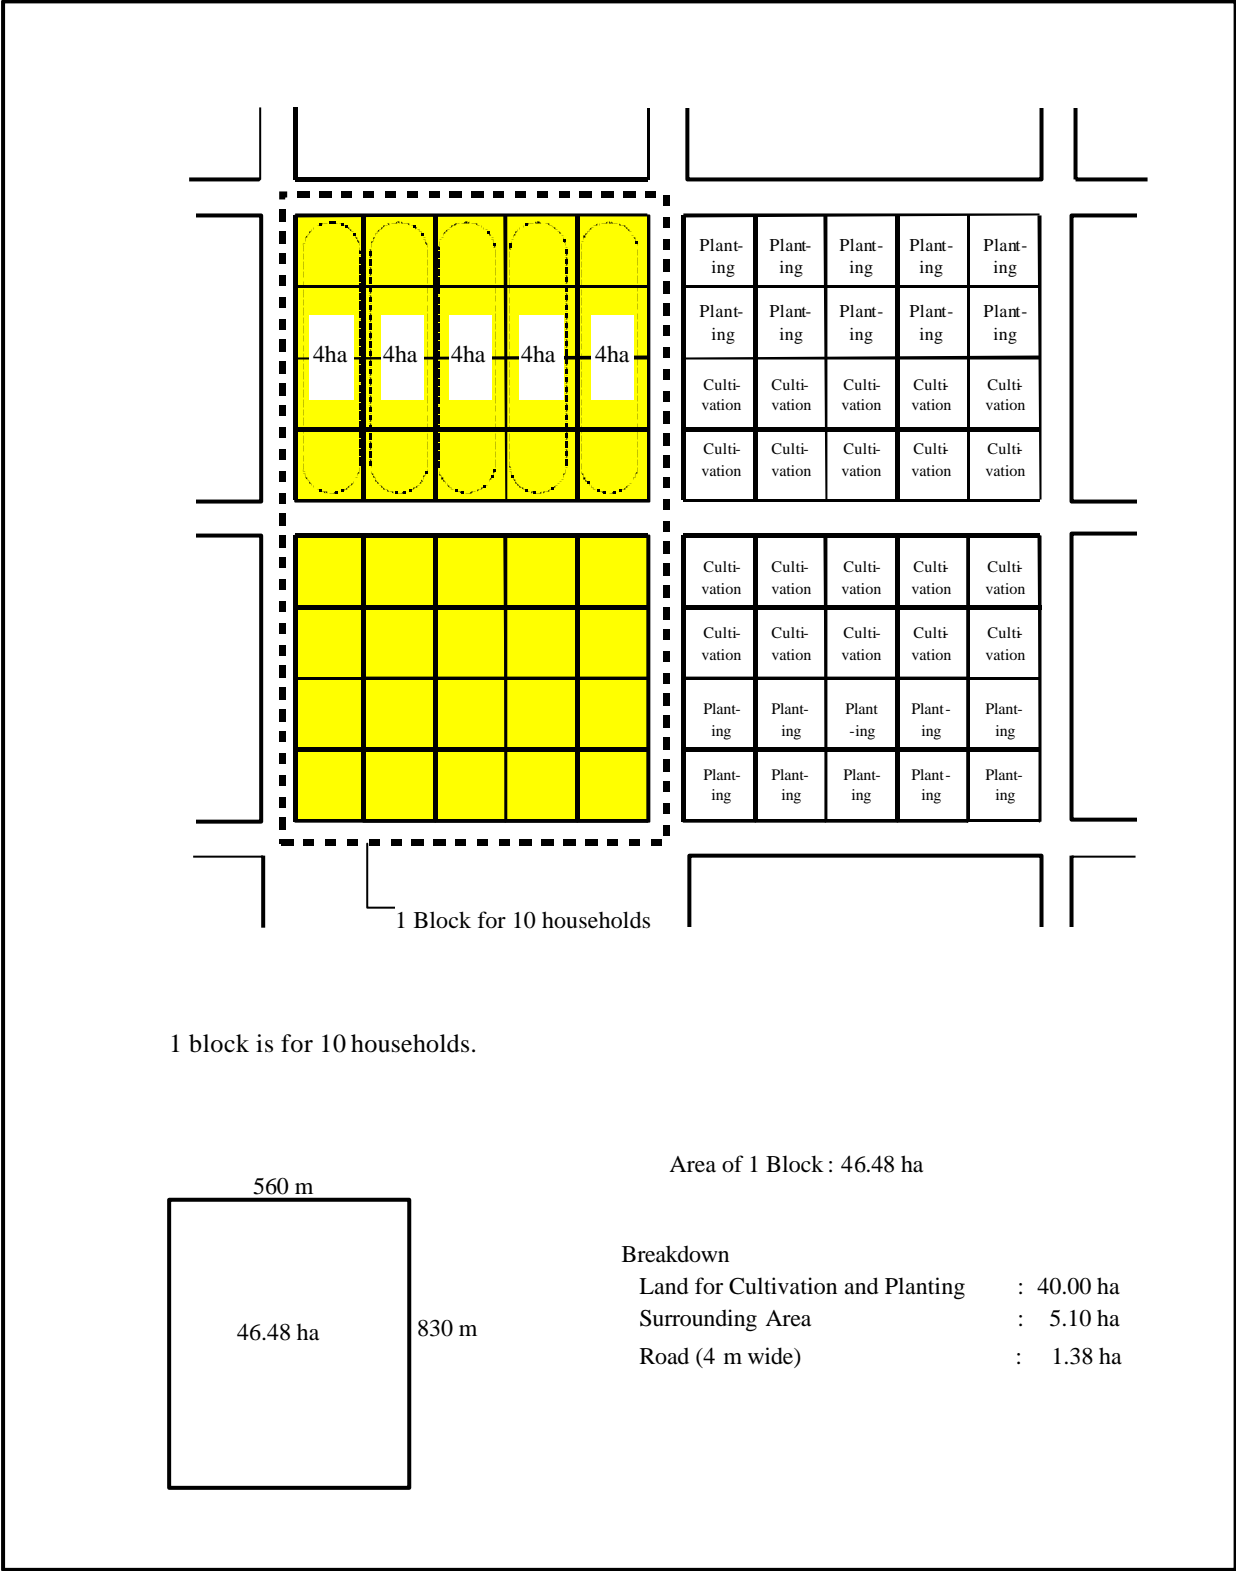 Plant- Plant- Plant- Plant- Plant-
ing ing ing ing ing
Plant- Plant- Plant- Plant- Plant-
ing ing ing ing ing
4ha 4ha 4ha 4ha 4ha
Culti- Culti- Culti- Culti- Culti-
vation vation vation vation vation
Culti- Culti- Culti- Culti- Culti-
vation vation vation vation vation
Culti- Culti- Culti- Culti- Culti-
vation vation vation vation vation
Culti- Culti- Culti- Culti- Culti-
vation vation vation vation vation
Plant- Plant- Plant Plant- Plant-
ing ing -ing ing ing
Plant- Plant- Plant- Plant- Plant-
ing ing ing ing ing
1 Block for 10 households
1 block is for 10 households.
Area of 1 Block : 46.48 ha
560 m
46.48 ha
830 m
Breakdown
Land for Cultivation and Planting : 40.00 ha
Surrounding Area : 5.10 ha
Road (4 m wide) : 1.38 ha